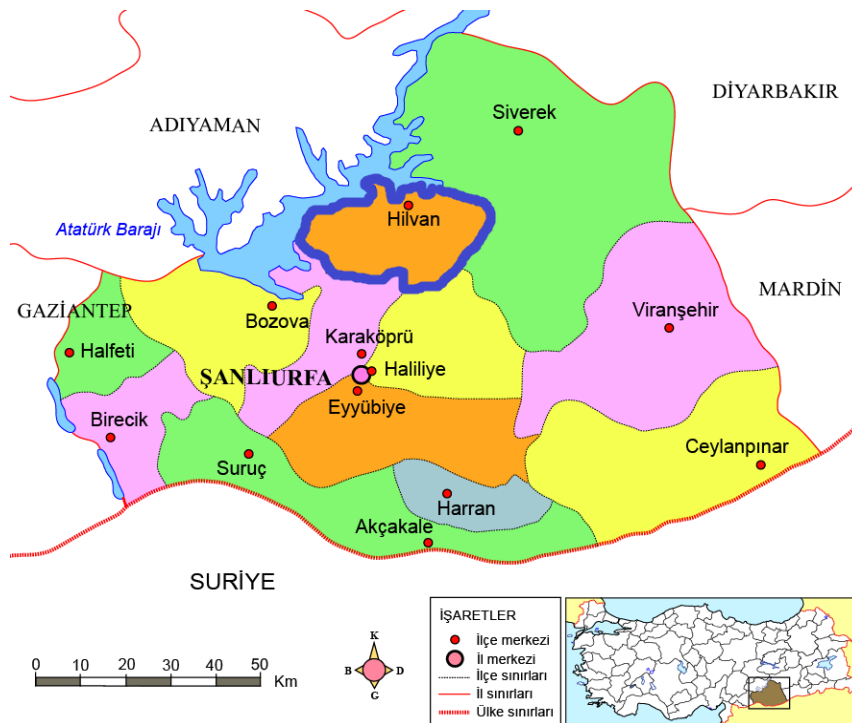 DİYARBAKIR
Siverek
ADIYAMAN
Hilvan
Atatürk Barajı
MARDİN
GAZİANTEP
Viranşehir
Bozova
Karaköprü
Halfeti
Haliliye
ŞANLIURFA
Eyyübiye
Birecik
Ceylanpınar
Suruç
Harran
Akçakale
SURİYE
İŞARETLER
İlçe merkezi
İl merkezi
İlçe sınırları
İl sınırları
Ülke sınırları
K
B D
G
0 10 20 30 40 50
Km